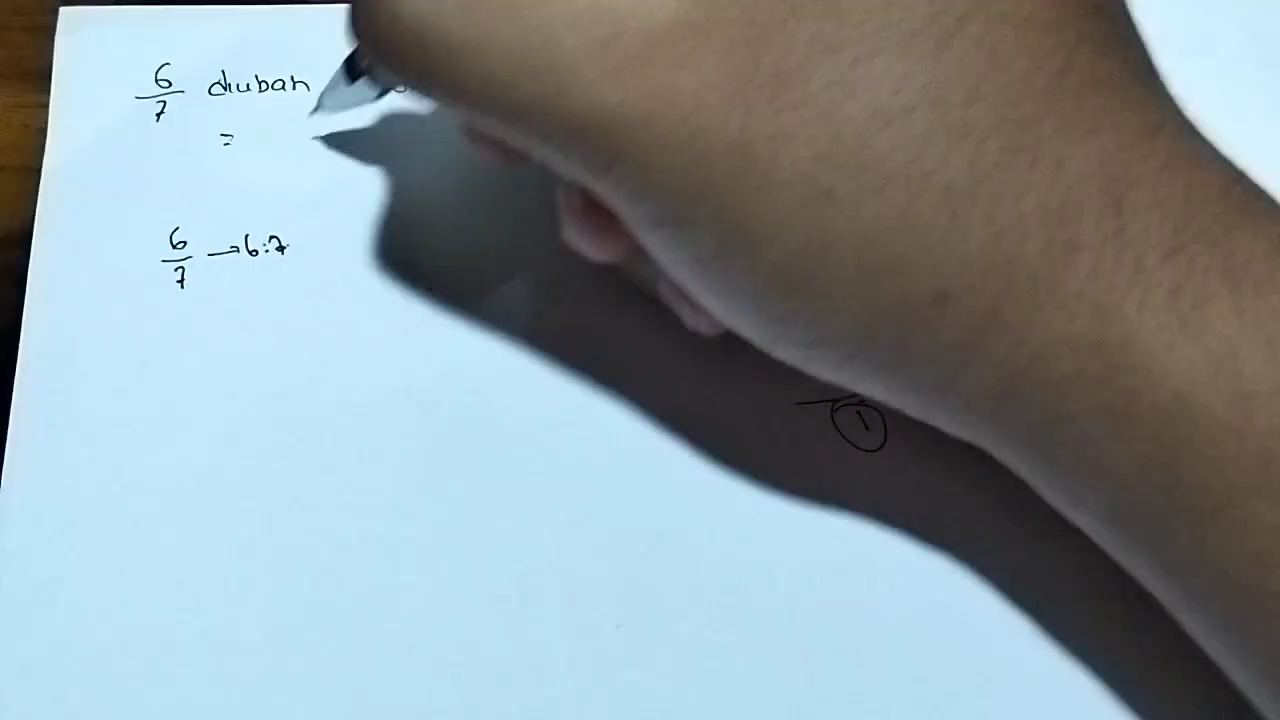 6/7 diubah
=
6/7 → 6:7
1